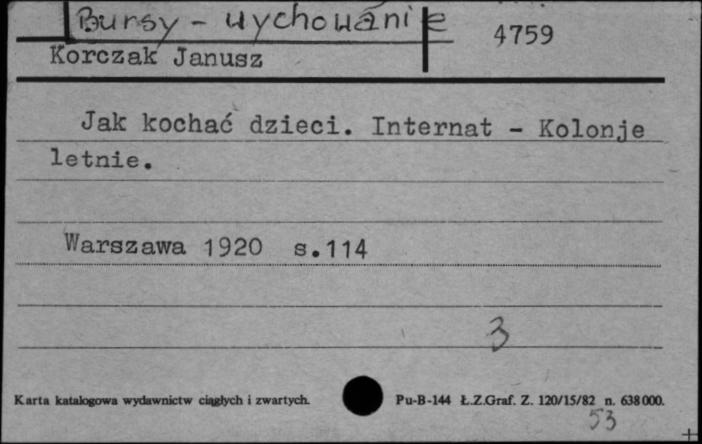 Bursy - wychowanie
4759
Korczak Janusz
Jak kochać dzieci. Internat - Kolonje
letnie.
Warszawa 1920 s.114
3
Karta katalogowa wydawnictw ciągłych i zwartych.
Pu-B-144 Ł.Z.Graf. Z. 120/15/82 n. 638000.
53